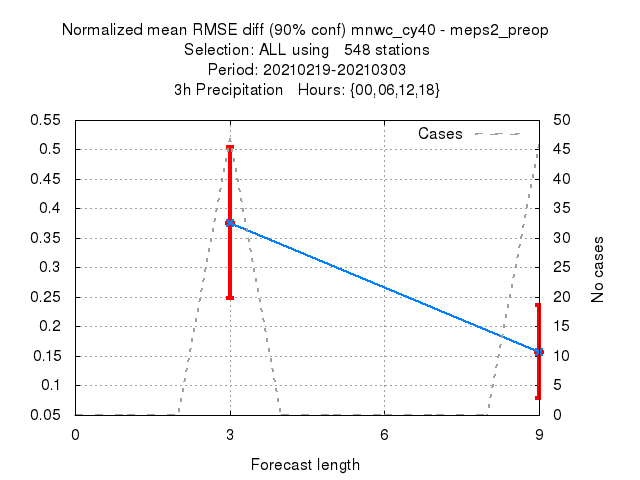 Normalized mean RMSE diff (90% conf) mnwc_cy40 - meps2_preop
Selection: ALL using   548 stations
Period: 20210219-20210303
3h Precipitation   Hours: {00,06,12,18}
Cases
0.55
0.5
0.45
0.4
0.35
0.3
0.25
0.2
0.15
0.1
0.05
50
45
40
35
30
25
20
15
10
5
0
No cases
0 3 6 9
Forecast length